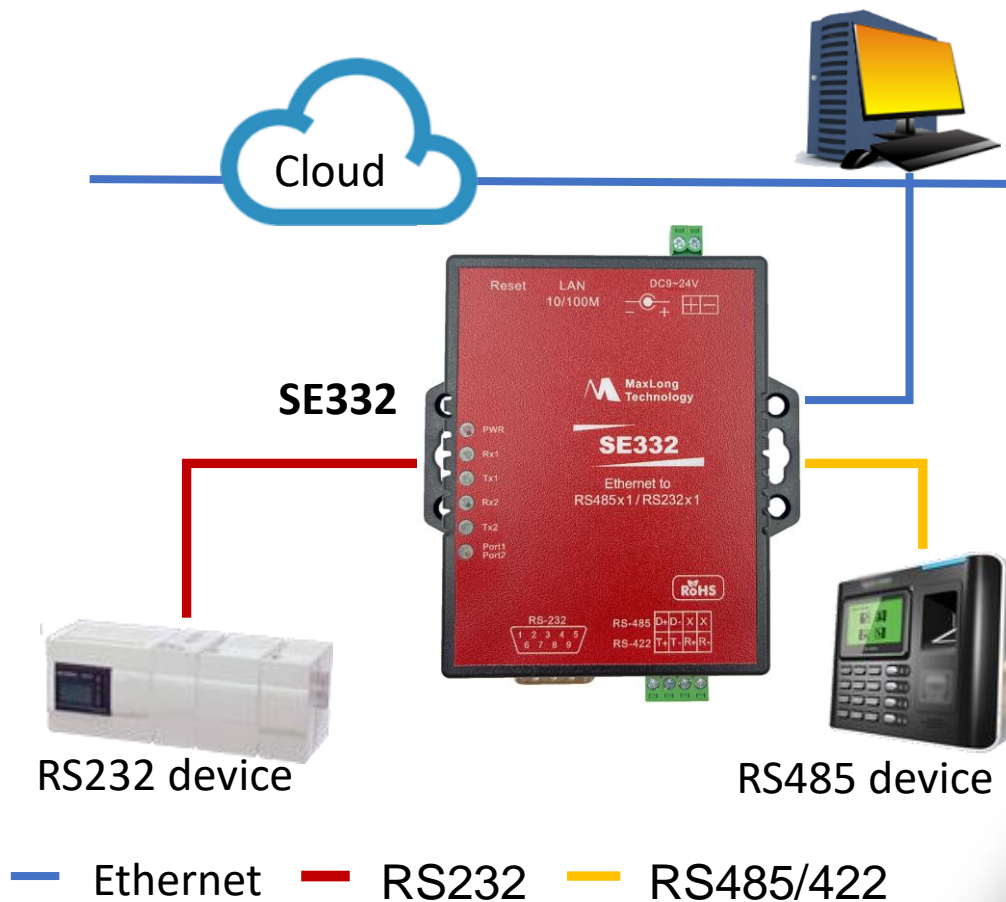 Cloud
Reset LAN DC9~24V
10/100M
- + + -
MaxLong
Technology
SE332
PWR
SE332
Rx1
Ethernet to
Tx1
RS485x1 / RS232x1
Rx2
Tx2
Port1
Port2
RoHS
RS-232
1 2 3 4 5
6 7 8 9
RS-485 D+ D- X X
RS-422 T+ T- R+ R-
RS232 device
RS485 device
Ethernet RS232 RS485/422